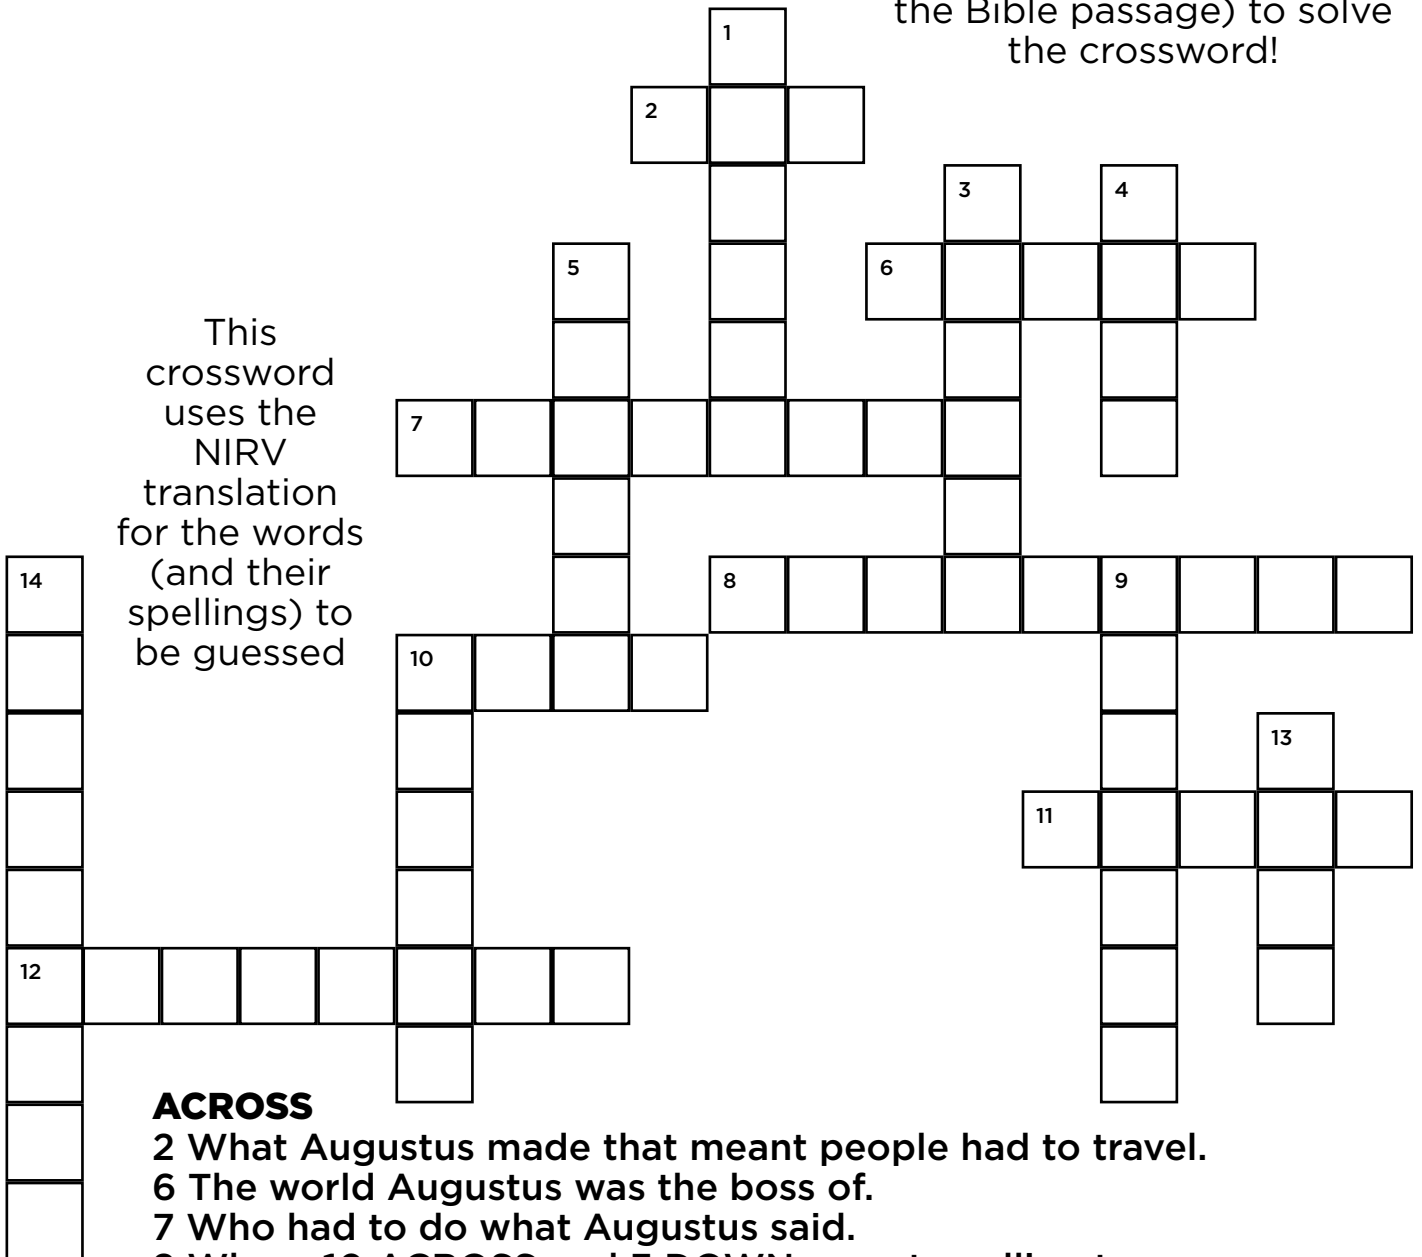 the Bible passage) to solve
the crossword!
1
2
3
4
5
6
This
crossword
uses the
NIRV
translation
for the words
(and their
spellings) to
be guessed
7
14
8
9
10
13
11
12
ACROSS
2 What Augustus made that meant people had to travel.
6 The world Augustus was the boss of.
7 Who had to do what Augustus said.